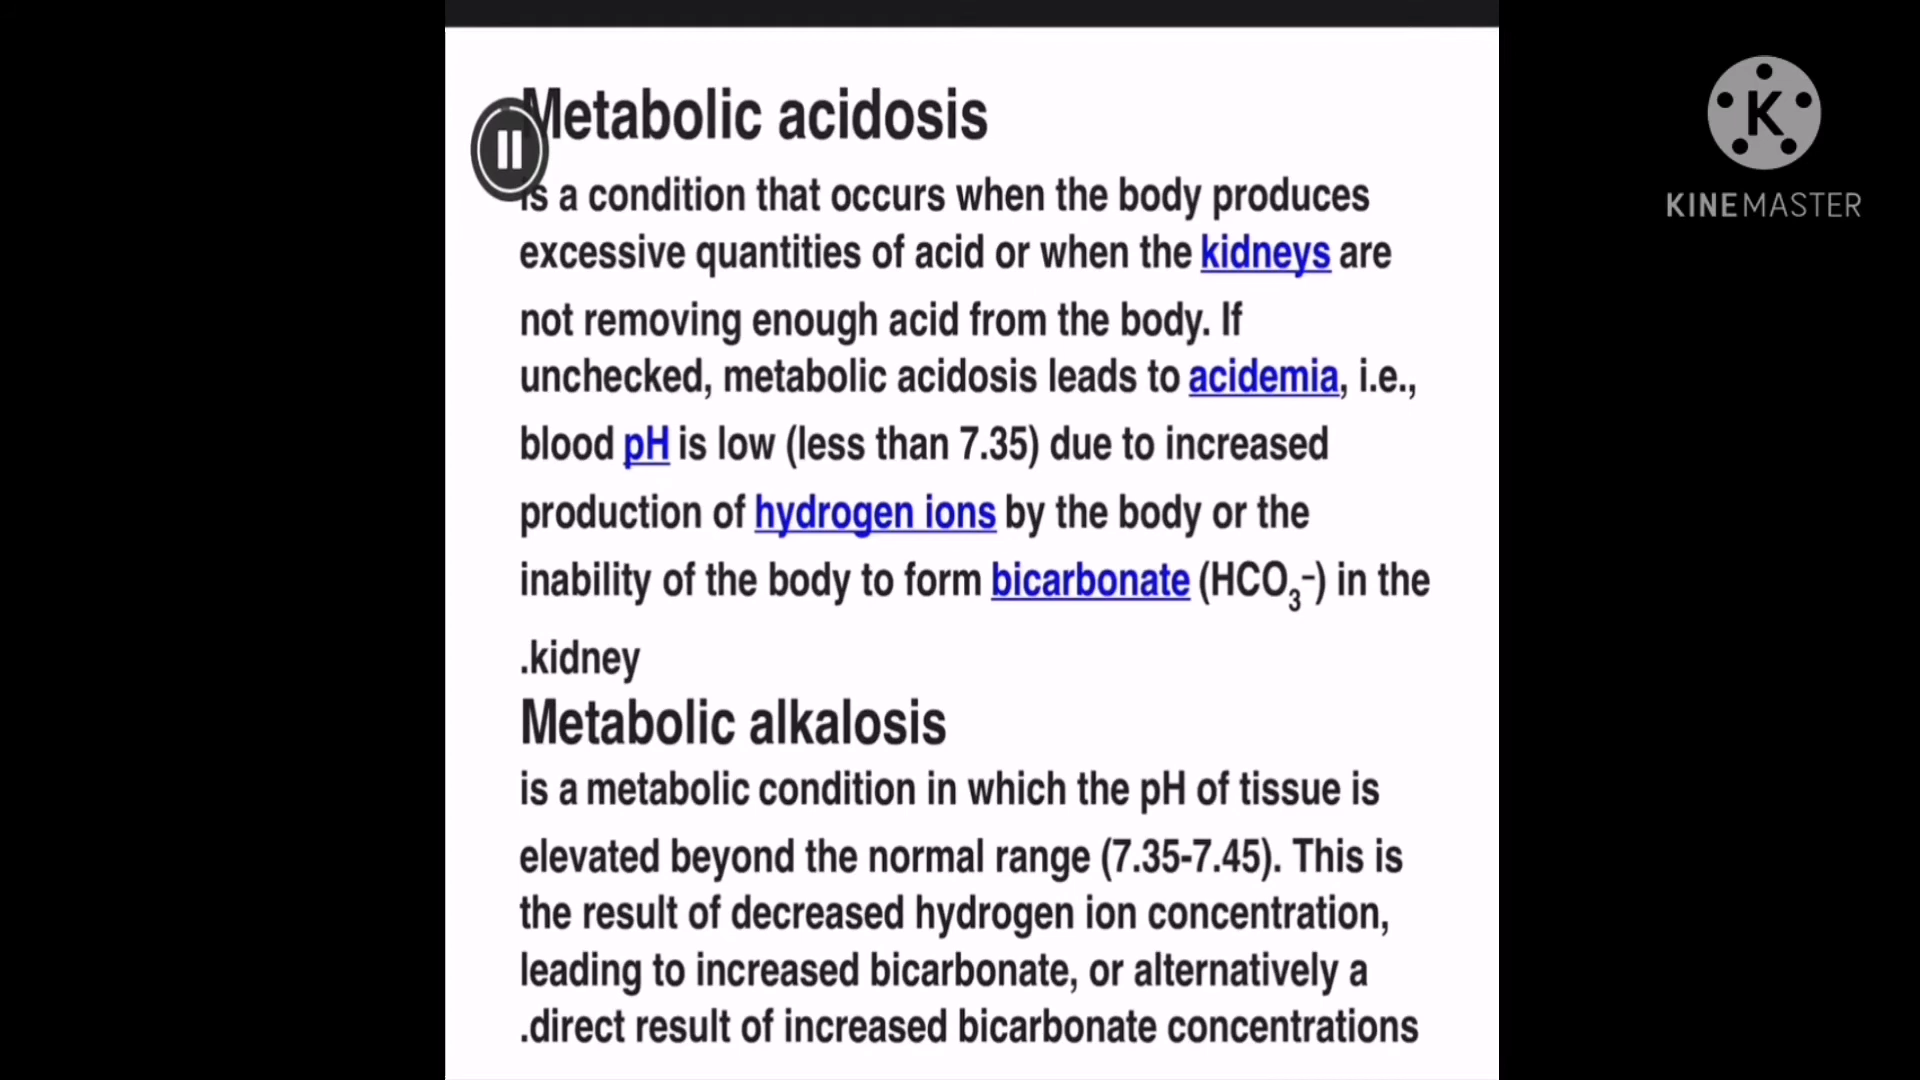 Metabolic acidosis
is a condition that occurs when the body produces
excessive quantities of acid or when the kidneys are
not removing enough acid from the body. If
unchecked, metabolic acidosis leads to acidemia, i.e.,
blood pH is low (less than 7.35) due to increased
production of hydrogen ions by the body or the
inability of the body to form bicarbonate (HCO₃⁻) in the
.kidney
Metabolic alkalosis
is a metabolic condition in which the pH of tissue is
elevated beyond the normal range (7.35-7.45). This is
the result of decreased hydrogen ion concentration,
leading to increased bicarbonate, or alternatively a
.direct result of increased bicarbonate concentrations
K
KINEMASTER